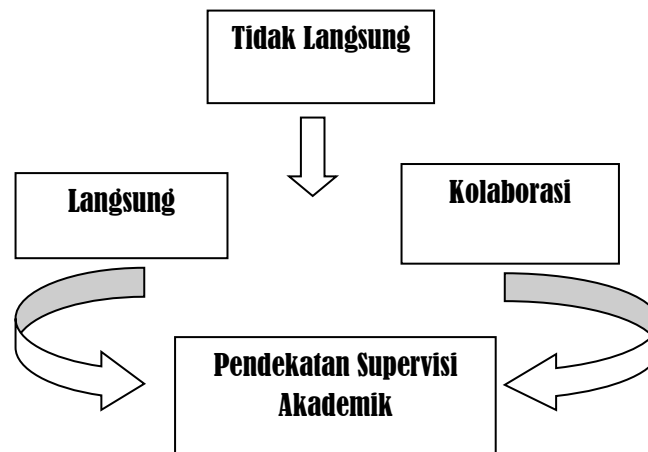 Tidak Langsung
Langsung
Kolaborasi
Pendekatan Supervisi
Akademik